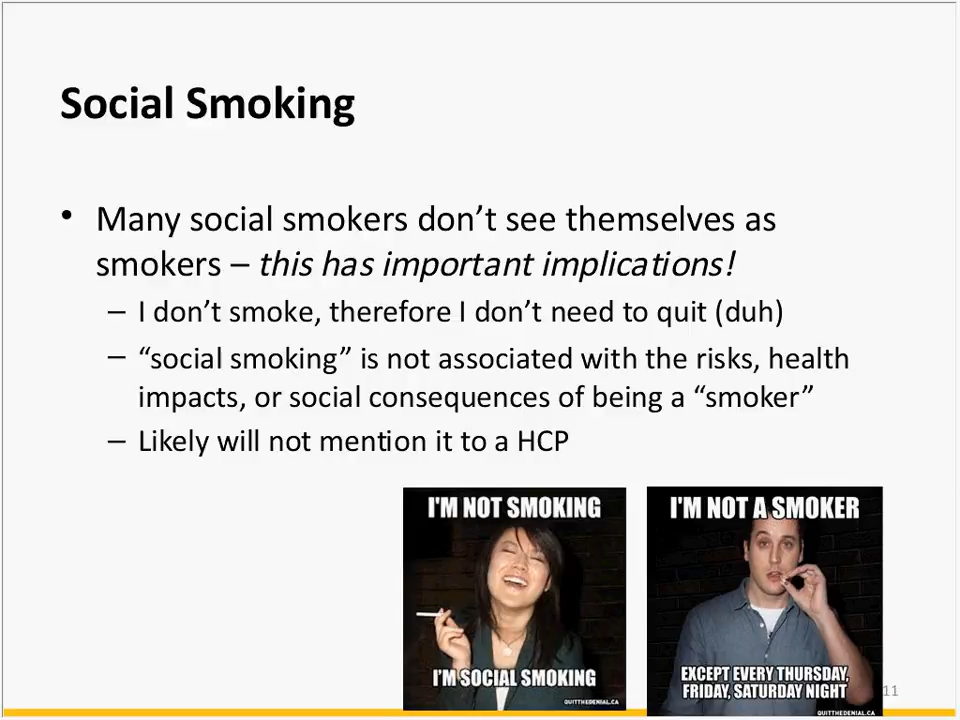 Social Smoking
• Many social smokers don’t see themselves as
smokers – this has important implications!
– I don’t smoke, therefore I don’t need to quit (duh)
– “social smoking” is not associated with the risks, health
impacts, or social consequences of being a “smoker”
– Likely will not mention it to a HCP
I'M NOT SMOKING
I'M SOCIAL SMOKING
QUITTHEDENIAL.CA
I'M NOT A SMOKER
EXCEPT EVERY THURSDAY,
FRIDAY, SATURDAY NIGHT
QUITTHEDENIAL.CA
11